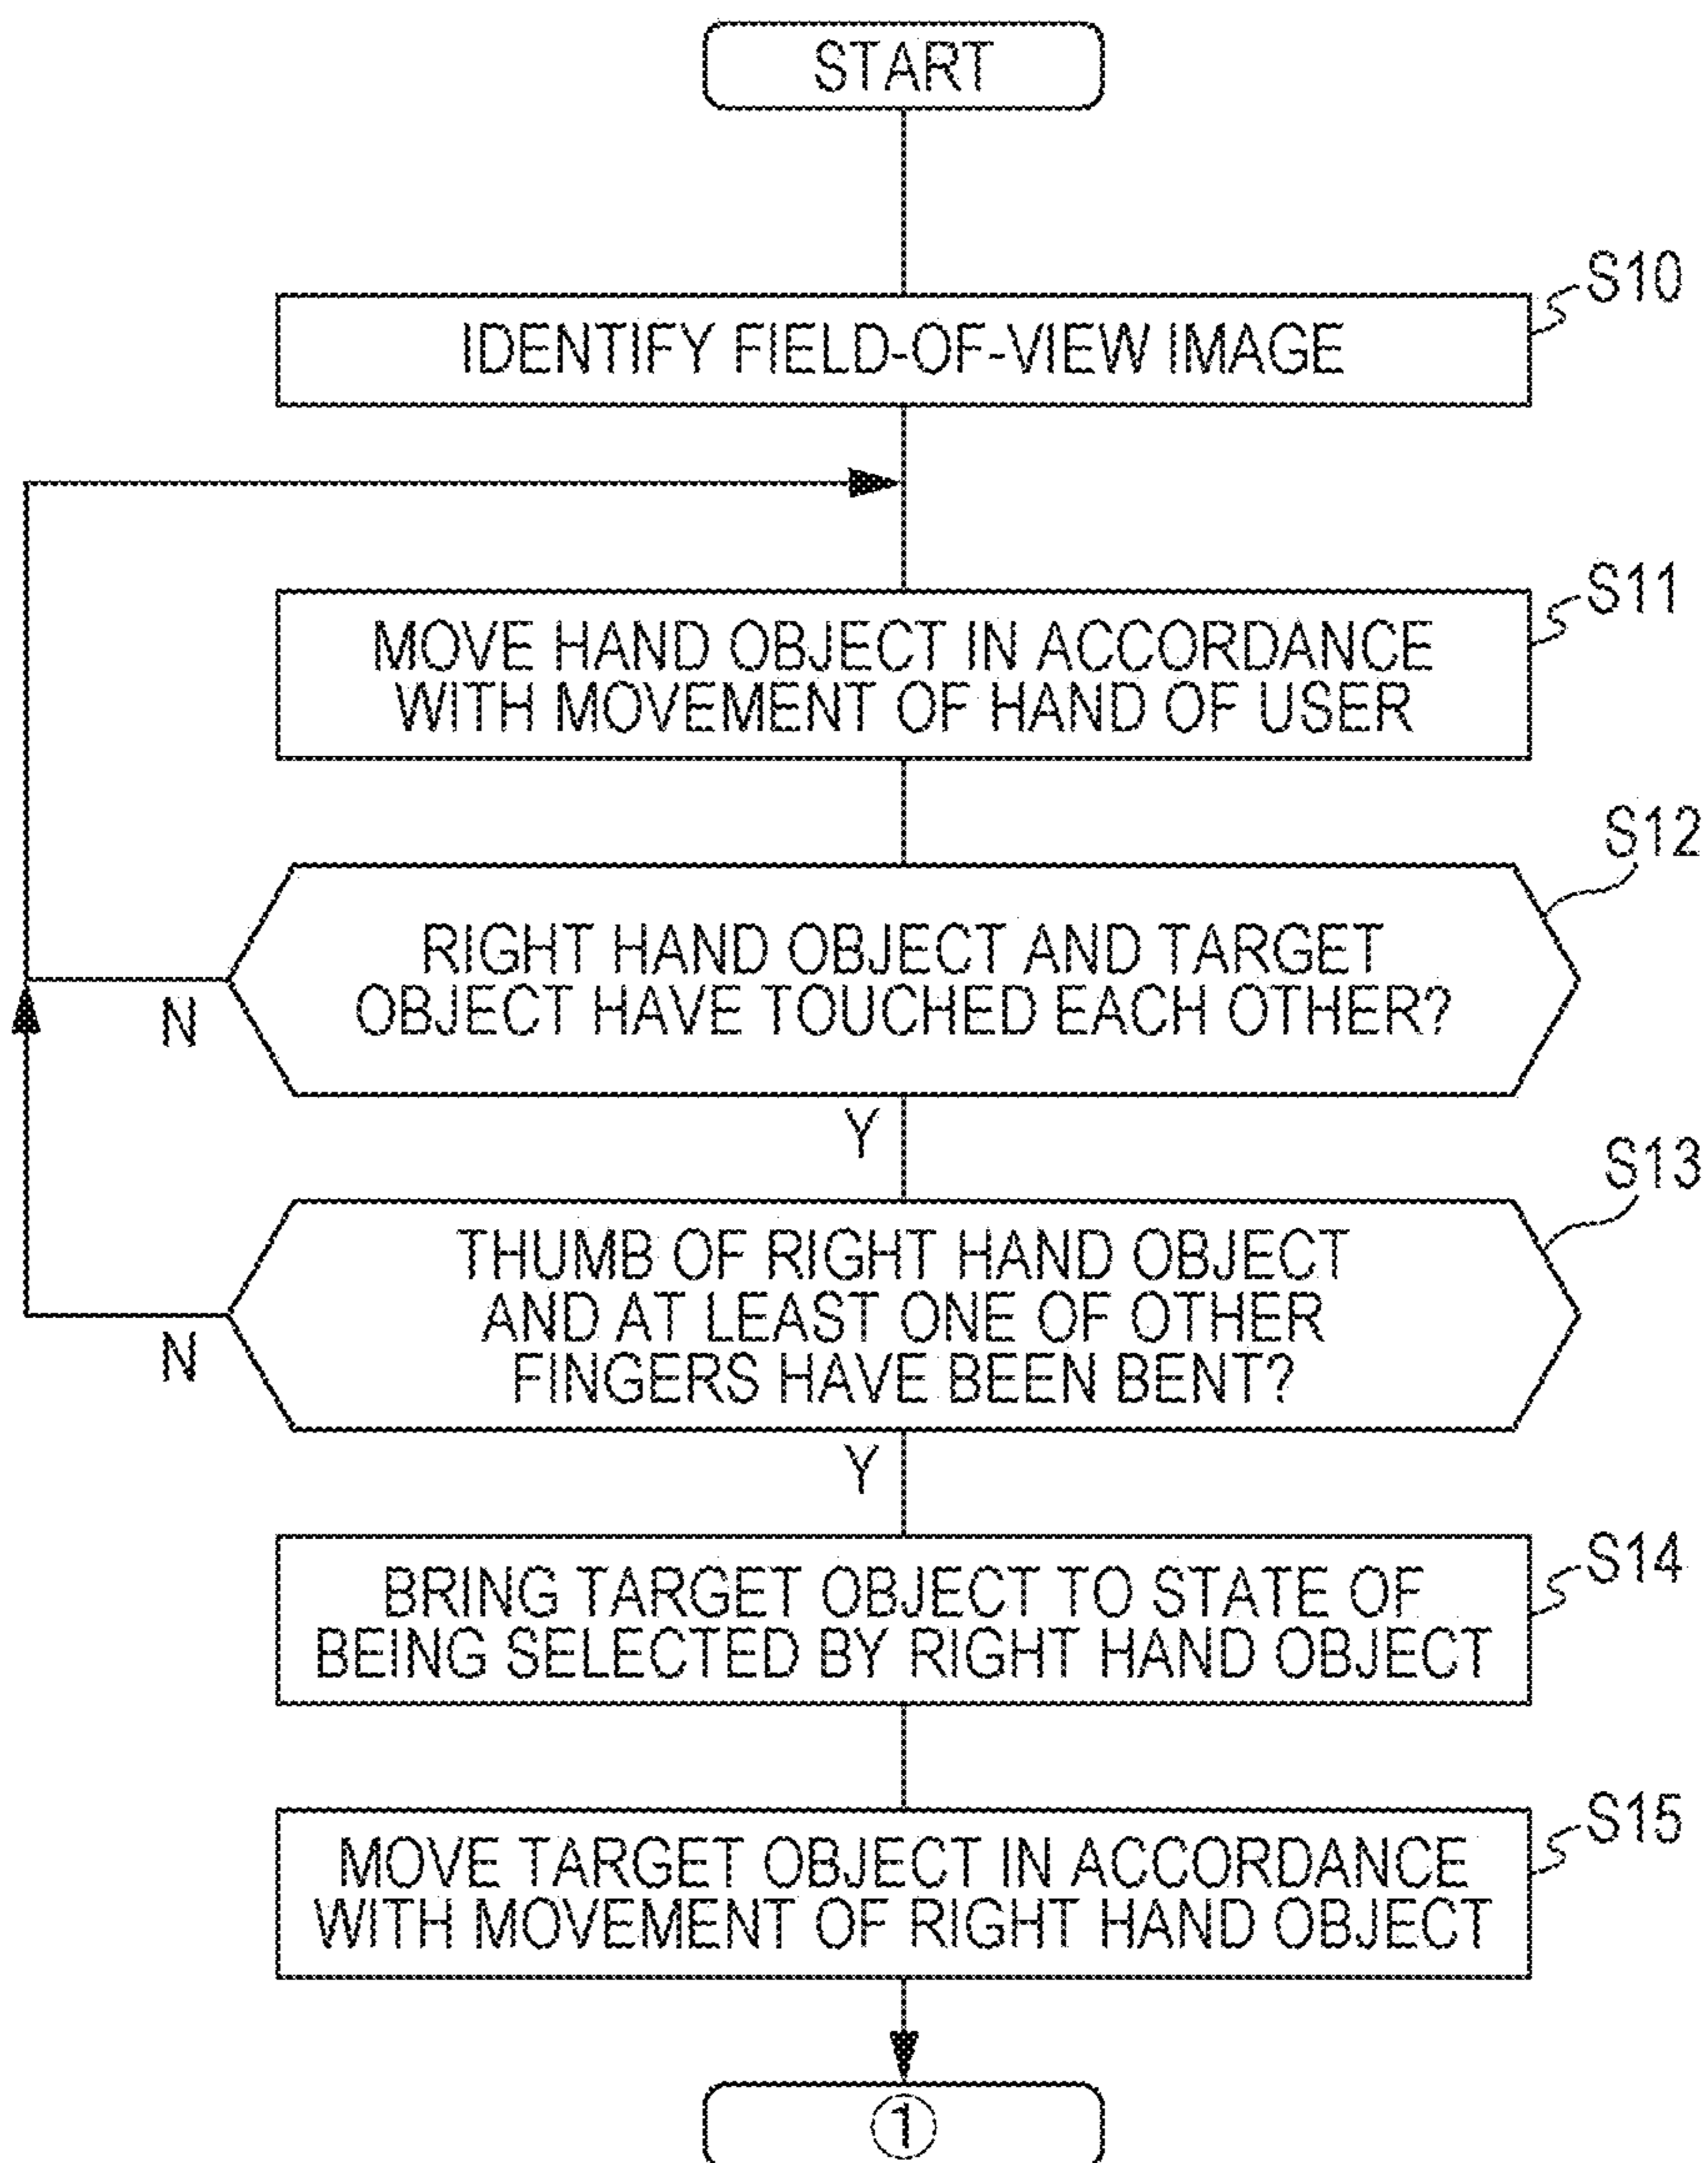 START
S10
IDENTIFY FIELD-OF-VIEW IMAGE
S11
MOVE HAND OBJECT IN ACCORDANCE
WITH MOVEMENT OF HAND OF USER
S12
RIGHT HAND OBJECT AND TARGET
OBJECT HAVE TOUCHED EACH OTHER?
N
Y
S13
THUMB OF RIGHT HAND OBJECT
AND AT LEAST ONE OF OTHER
FINGERS HAVE BEEN BENT?
N
Y
S14
BRING TARGET OBJECT TO STATE OF
BEING SELECTED BY RIGHT HAND OBJECT
S15
MOVE TARGET OBJECT IN ACCORDANCE
WITH MOVEMENT OF RIGHT HAND OBJECT
①